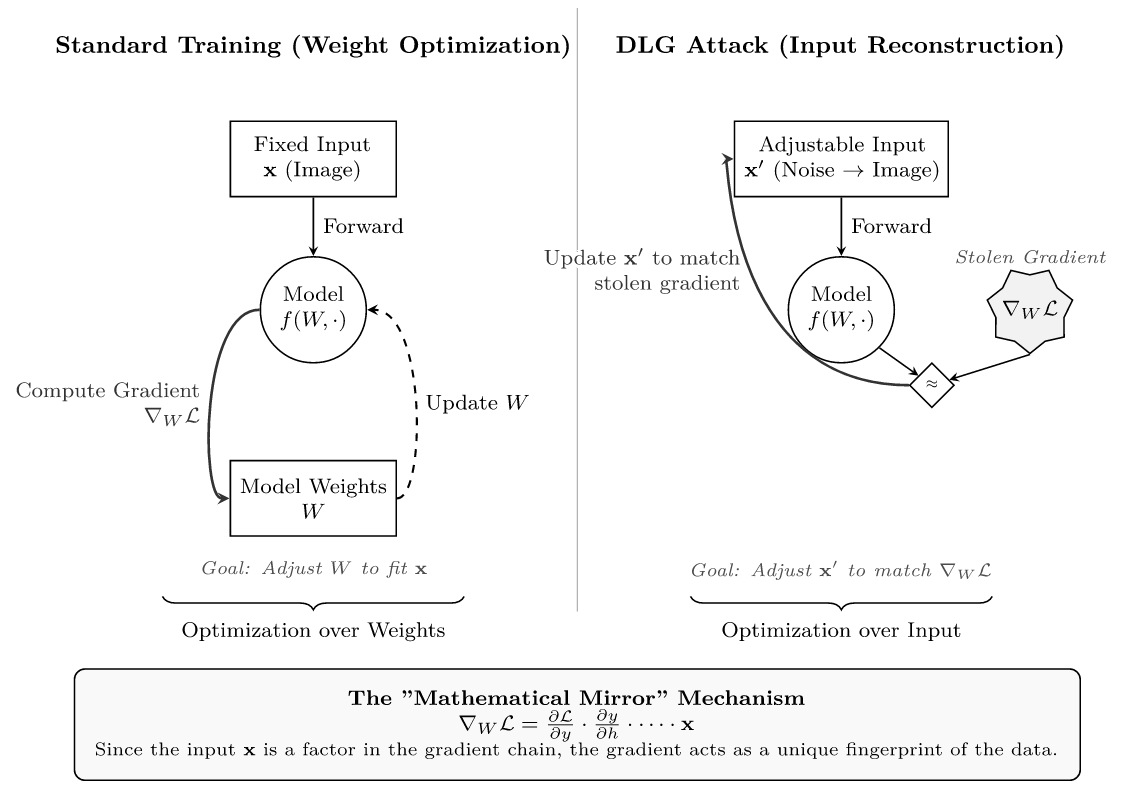 Standard Training (Weight Optimization)
Fixed Input
x (Image)
Forward
Model
f(W, ·)
Compute Gradient
∇_W ℒ
Update W
Model Weights
W
Goal: Adjust W to fit x
Optimization over Weights
DLG Attack (Input Reconstruction)
Adjustable Input
x′ (Noise → Image)
Forward
Update x′ to match
stolen gradient
Model
f(W, ·)
Stolen Gradient
∇_W ℒ
≈
Goal: Adjust x′ to match ∇_W ℒ
Optimization over Input
The ”Mathematical Mirror” Mechanism
∇_W ℒ = ∂ℒ/∂y · ∂y/∂h · · · · · x
Since the input x is a factor in the gradient chain, the gradient acts as a unique fingerprint of the data.